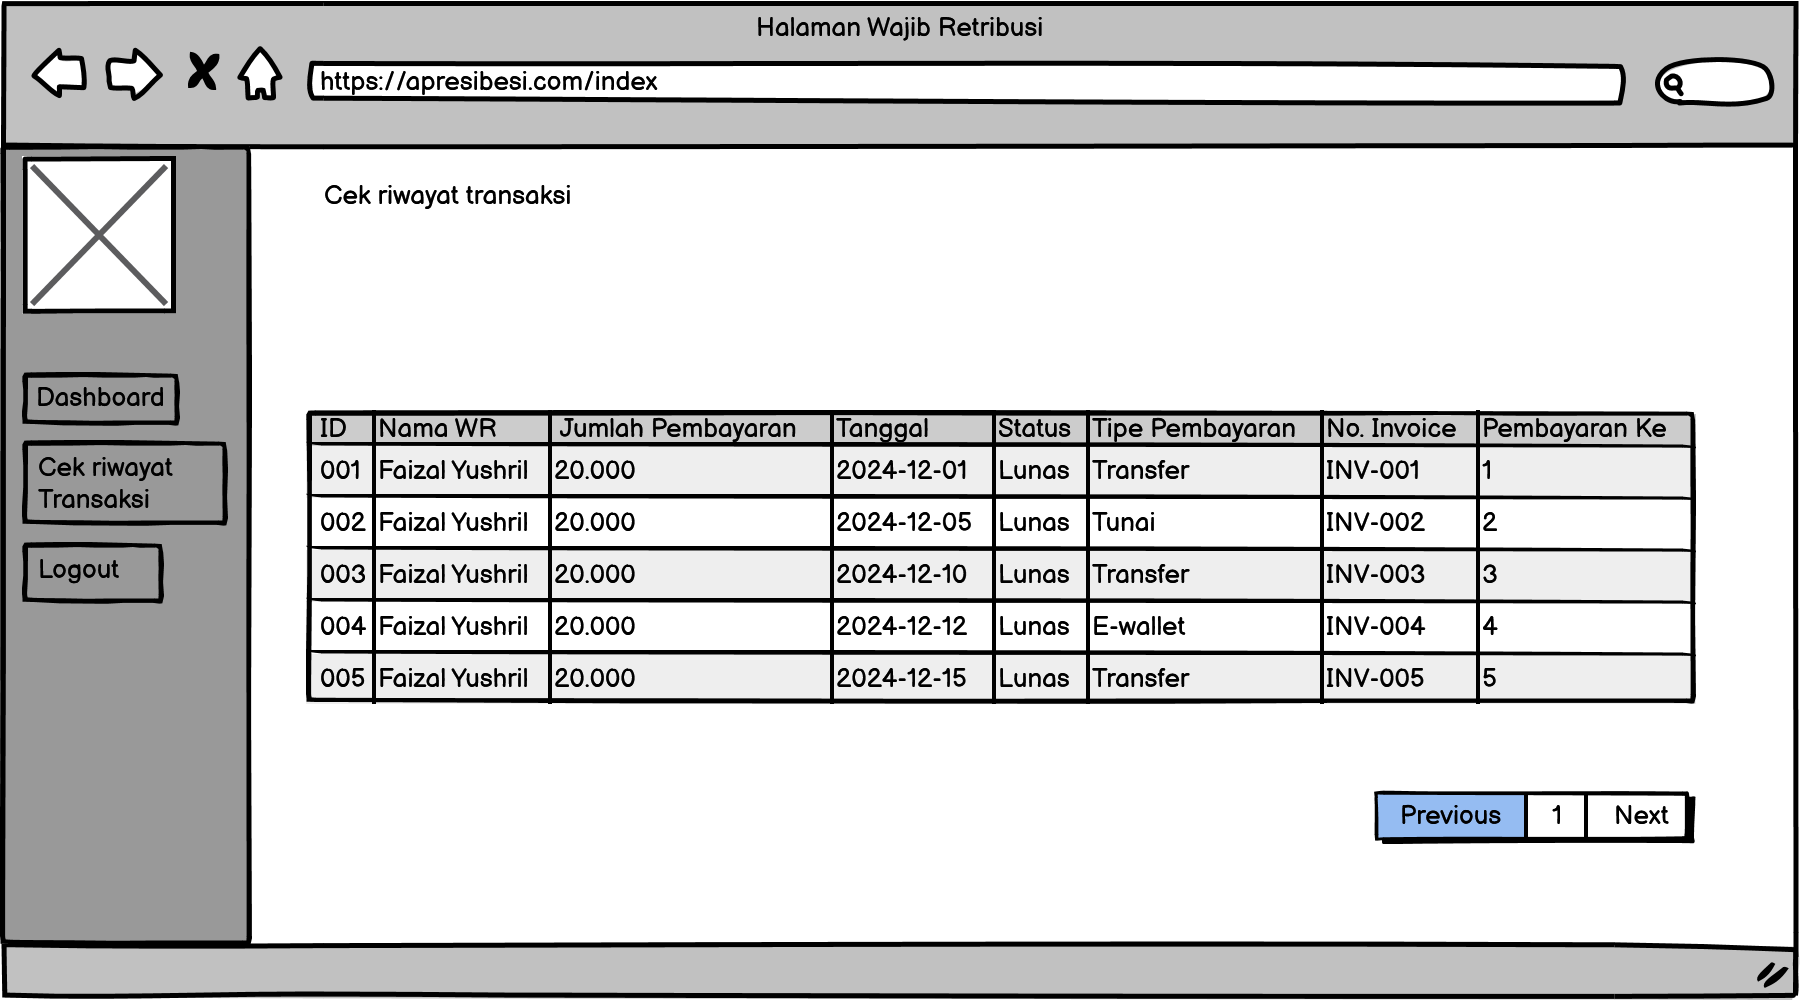 Halaman Wajib Retribusi
https://apresibesi.com/index
Cek riwayat transaksi
Dashboard
Cek riwayat
Transaksi
Logout
ID Nama WR Jumlah Pembayaran Tanggal Status Tipe Pembayaran No. Invoice Pembayaran Ke
001 Faizal Yushril 20.000 2024-12-01 Lunas Transfer INV-001 1
002 Faizal Yushril 20.000 2024-12-05 Lunas Tunai INV-002 2
003 Faizal Yushril 20.000 2024-12-10 Lunas Transfer INV-003 3
004 Faizal Yushril 20.000 2024-12-12 Lunas E-wallet INV-004 4
005 Faizal Yushril 20.000 2024-12-15 Lunas Transfer INV-005 5
Previous 1 Next